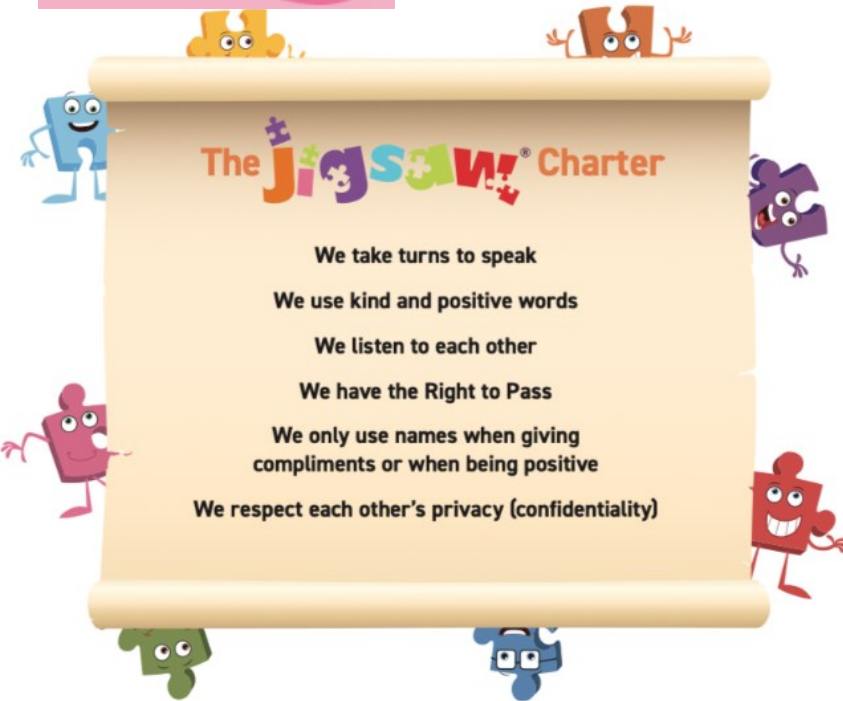 The jigsaw® Charter
We take turns to speak
We use kind and positive words
We listen to each other
We have the Right to Pass
We only use names when giving
compliments or when being positive
We respect each other's privacy (confidentiality)